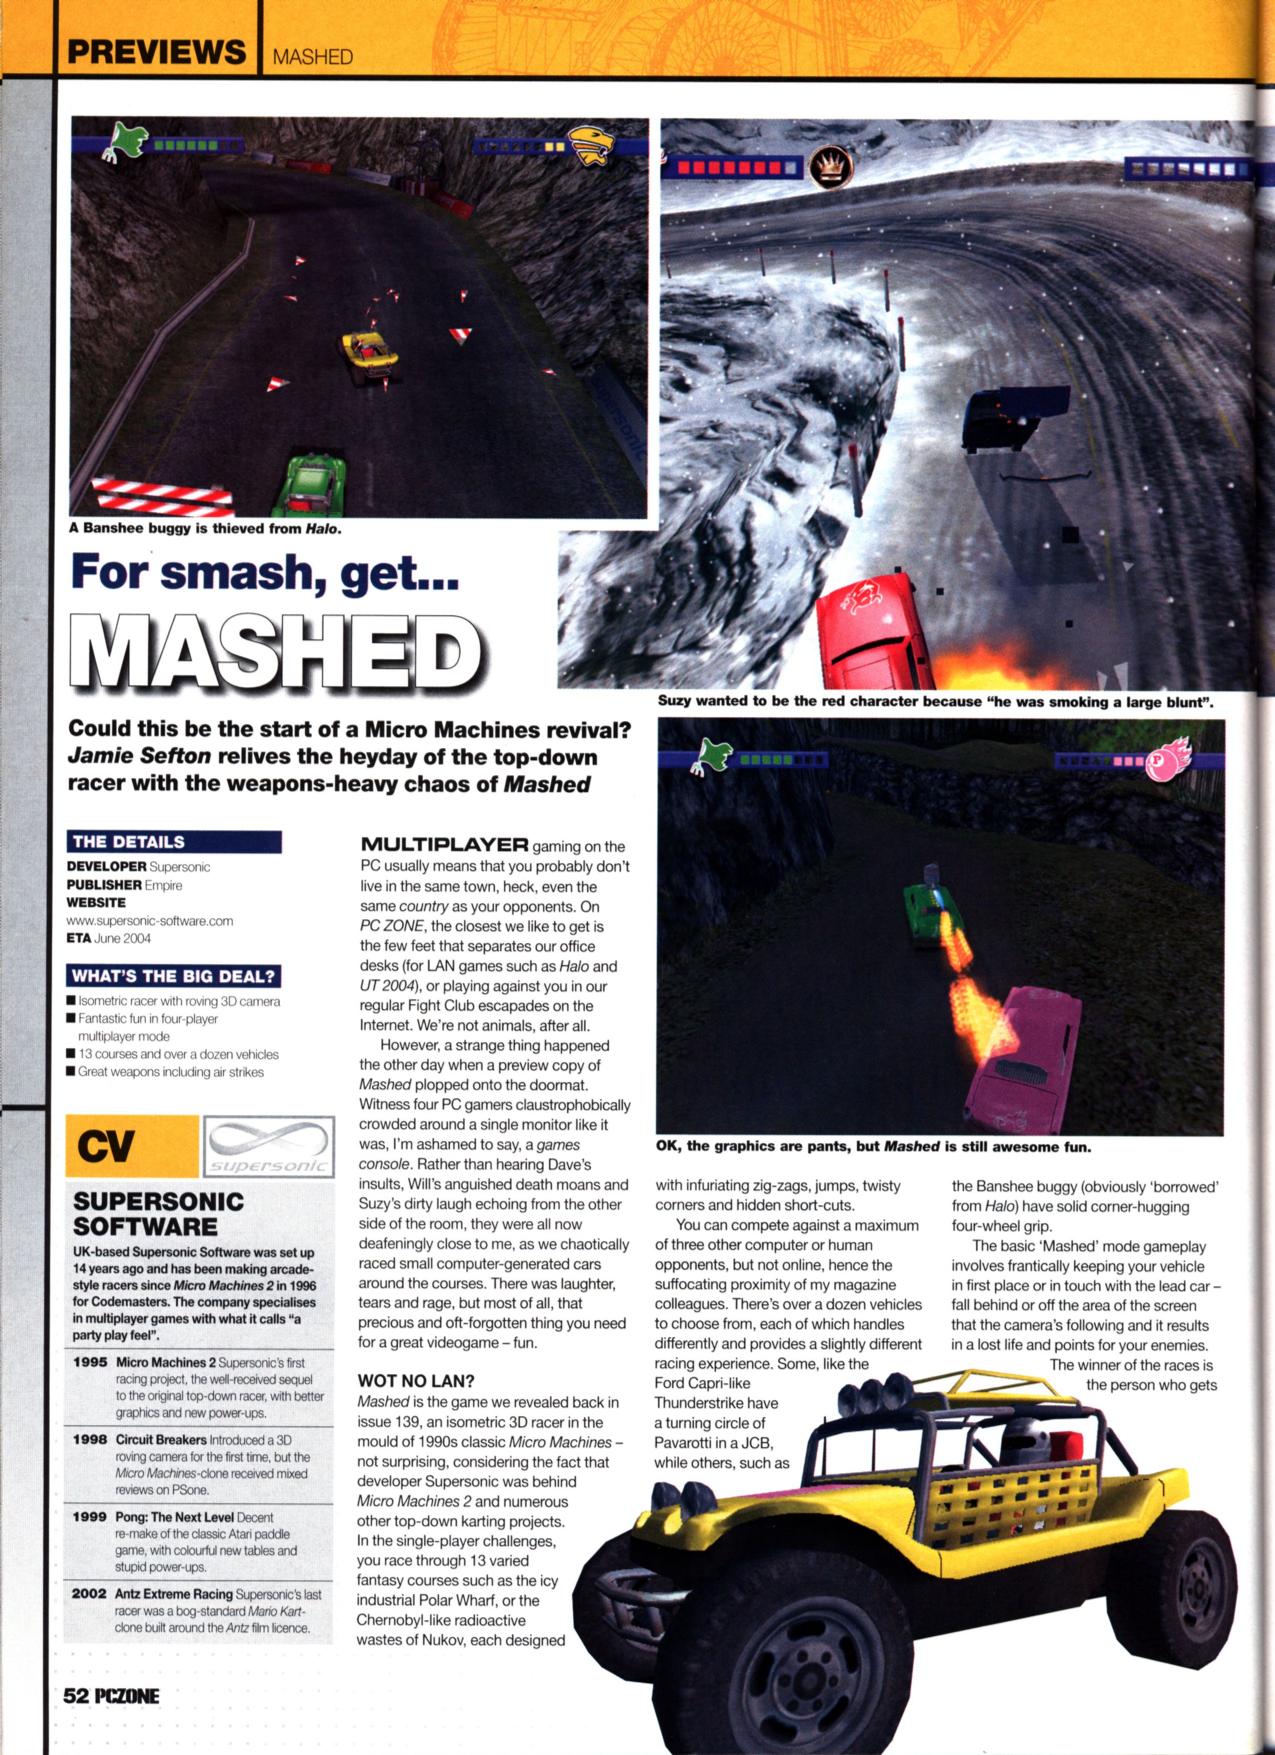 PREVIEWS
MASHED
A Banshee buggy is thieved from Halo.
For smash, get...
MASHED
Suzy wanted to be the red character because “he was smoking a large blunt”.
Could this be the start of a Micro Machines revival?
Jamie Sefton relives the heyday of the top-down
racer with the weapons-heavy chaos of Mashed
THE DETAILS
DEVELOPER Supersonic
PUBLISHER Empire
WEBSITE
www.supersonic-software.com
ETA June 2004
WHAT'S THE BIG DEAL?
■ Isometric racer with roving 3D camera
■ Fantastic fun in four-player
multiplayer mode
■ 13 courses and over a dozen vehicles
■ Great weapons including air strikes
CV
supersonic
SUPERSONIC
SOFTWARE
UK-based Supersonic Software was set up
14 years ago and has been making arcade-
style racers since Micro Machines 2 in 1996
for Codemasters. The company specialises
in multiplayer games with what it calls “a
party play feel”.
1995 Micro Machines 2 Supersonic's first
racing project, the well-received sequel
to the original top-down racer, with better
graphics and new power-ups.
1998 Circuit Breakers Introduced a 3D
roving camera for the first time, but the
Micro Machines-clone received mixed
reviews on PSone.
1999 Pong: The Next Level Decent
re-make of the classic Atari paddle
game, with colourful new tables and
stupid power-ups.
2002 Antz Extreme Racing Supersonic's last
racer was a bog-standard Mario Kart-
clone built around the Antz film licence.
MULTIPLAYER gaming on the
PC usually means that you probably don't
live in the same town, heck, even the
same country as your opponents. On
PC ZONE, the closest we like to get is
the few feet that separates our office
desks (for LAN games such as Halo and
UT 2004), or playing against you in our
regular Fight Club escapades on the
Internet. We're not animals, after all.
However, a strange thing happened
the other day when a preview copy of
Mashed plopped onto the doormat.
Witness four PC gamers claustrophobically
crowded around a single monitor like it
was, I'm ashamed to say, a games
console. Rather than hearing Dave's
insults, Will's anguished death moans and
Suzy's dirty laugh echoing from the other
side of the room, they were all now
deafeningly close to me, as we chaotically
raced small computer-generated cars
around the courses. There was laughter,
tears and rage, but most of all, that
precious and oft-forgotten thing you need
for a great videogame – fun.
WOT NO LAN?
Mashed is the game we revealed back in
issue 139, an isometric 3D racer in the
mould of 1990s classic Micro Machines –
not surprising, considering the fact that
developer Supersonic was behind
Micro Machines 2 and numerous
other top-down karting projects.
In the single-player challenges,
you race through 13 varied
fantasy courses such as the icy
industrial Polar Wharf, or the
Chernobyl-like radioactive
wastes of Nukov, each designed
P
OK, the graphics are pants, but Mashed is still awesome fun.
with infuriating zig-zags, jumps, twisty
corners and hidden short-cuts.
You can compete against a maximum
of three other computer or human
opponents, but not online, hence the
suffocating proximity of my magazine
colleagues. There's over a dozen vehicles
to choose from, each of which handles
differently and provides a slightly different
racing experience. Some, like the
Ford Capri-like
Thunderstrike have
a turning circle of
Pavarotti in a JCB,
while others, such as
the Banshee buggy (obviously ‘borrowed’
from Halo) have solid corner-hugging
four-wheel grip.
The basic ‘Mashed’ mode gameplay
involves frantically keeping your vehicle
in first place or in touch with the lead car –
fall behind or off the area of the screen
that the camera's following and it results
in a lost life and points for your enemies.
The winner of the races is
the person who gets
52 PCZONE